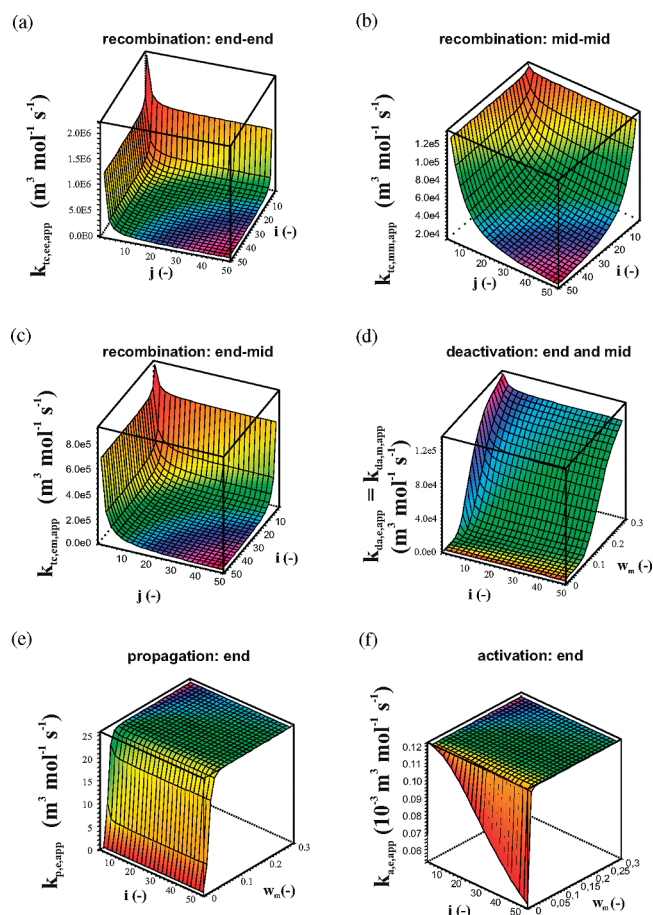 (a)
recombination: end-end
k_tc,ee,app (m³ mol⁻¹ s⁻¹)
2.0E6
1.5E6
1.0E6
5.0E5
0.0E0
10
20
30
40
50
j (-)
10
20
30
40
50
i (-)
(b)
recombination: mid-mid
k_tc,mm,app (m³ mol⁻¹ s⁻¹)
1.2e5
1.0e5
8.0e4
6.0e4
4.0e4
2.0e4
10
20
30
40
50
j (-)
10
20
30
40
50
i (-)
(c)
recombination: end-mid
k_tc,em,app (m³ mol⁻¹ s⁻¹)
8.0e5
6.0e5
4.0e5
2.0e5
0.0e0
10
20
30
40
50
j (-)
10
20
30
40
50
i (-)
(d)
deactivation: end and mid
k_da,e,app = k_da,m,app
(m³ mol⁻¹ s⁻¹)
1.2e5
8.0e4
4.0e4
0.0e0
10
20
30
40
50
i (-)
0.3
0.2
0.1
0
w_m (-)
(e)
propagation: end
k_p,e,app (m³ mol⁻¹ s⁻¹)
25
20
15
10
5
0
10
20
30
40
50
i (-)
0.3
0.2
0.1
0
w_m (-)
(f)
activation: end
k_a,e,app (10⁻³ m³ mol⁻¹ s⁻¹)
0.12
0.11
0.10
0.09
0.08
0.07
0.06
10
20
30
40
50
i (-)
0,3
0,25
0,2
0,15
0,1
0,05
0
w_m (-)